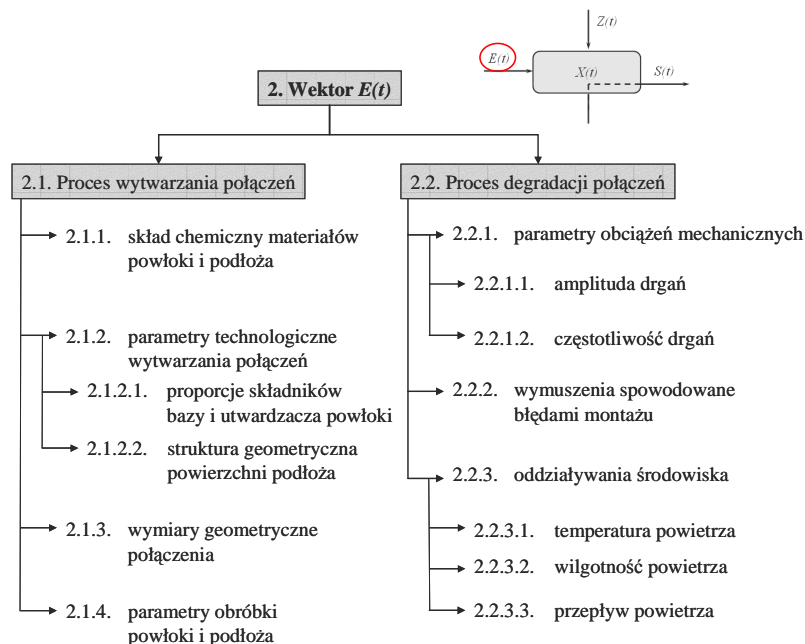 Z(t)
E(t)
X(t)
S(t)
2. Wektor E(t)
2.1. Proces wytwarzania połączeń
2.1.1. skład chemiczny materiałów
powłoki i podłoża
2.1.2. parametry technologiczne
wytwarzania połączeń
2.1.2.1. proporcje składników
bazy i utwardzacza powłoki
2.1.2.2. struktura geometryczna
powierzchni podłoża
2.1.3. wymiary geometryczne
połączenia
2.1.4. parametry obróbki
powłoki i podłoża
2.2. Proces degradacji połączeń
2.2.1. parametry obciążeń mechanicznych
2.2.1.1. amplituda drgań
2.2.1.2. częstotliwość drgań
2.2.2. wymuszenia spowodowane
błędami montażu
2.2.3. oddziaływania środowiska
2.2.3.1. temperatura powietrza
2.2.3.2. wilgotność powietrza
2.2.3.3. przepływ powietrza